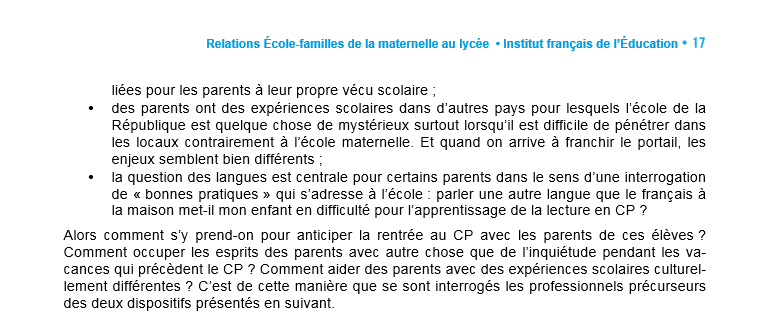 Relations École-familles de la maternelle au lycée • Institut français de l’Éducation • 17
liées pour les parents à leur propre vécu scolaire ;
• des parents ont des expériences scolaires dans d’autres pays pour lesquels l’école de la
République est quelque chose de mystérieux surtout lorsqu’il est difficile de pénétrer dans
les locaux contrairement à l’école maternelle. Et quand on arrive à franchir le portail, les
enjeux semblent bien différents ;
• la question des langues est centrale pour certains parents dans le sens d’une interrogation
de « bonnes pratiques » qui s’adresse à l’école : parler une autre langue que le français à
la maison met-il mon enfant en difficulté pour l’apprentissage de la lecture en CP ?
Alors comment s’y prend-on pour anticiper la rentrée au CP avec les parents de ces élèves ?
Comment occuper les esprits des parents avec autre chose que de l’inquiétude pendant les va-
cances qui précèdent le CP ? Comment aider des parents avec des expériences scolaires culturel-
lement différentes ? C’est de cette manière que se sont interrogés les professionnels précurseurs
des deux dispositifs présentés en suivant.